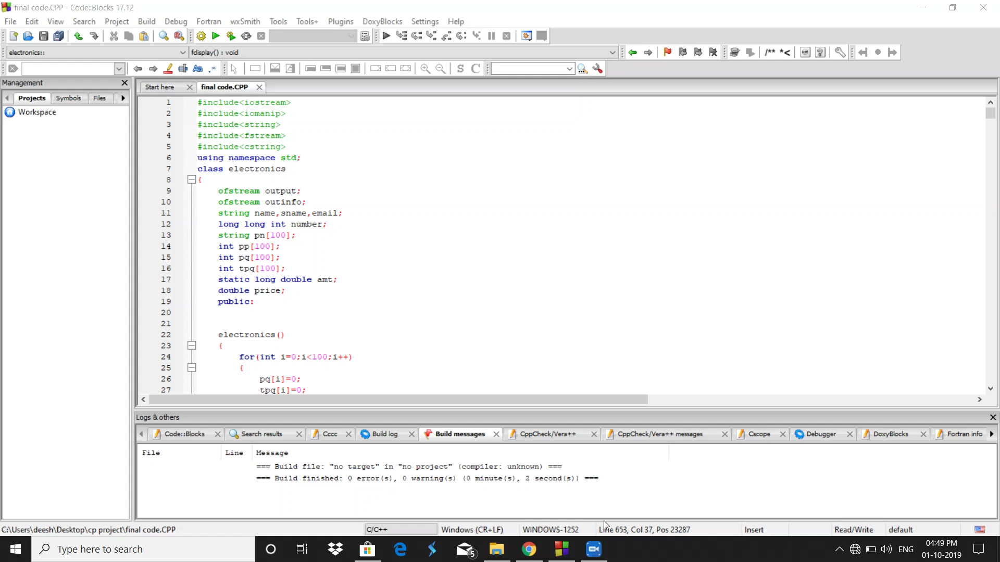 final code.CPP - Code::Blocks 17.12
File Edit View Search Project Build Debug Fortran wxSmith Tools Tools+ Plugins DoxyBlocks Settings Help
electronics:: fdisplay() : void
/** *<
Aa .*
S C
Management
Start here final code.CPP
Projects Symbols Files
Workspace
1 #include<iostream>
2 #include<iomanip>
3 #include<string>
4 #include<fstream>
5 #include<cstring>
6 using namespace std;
7 class electronics
8 {
9 ofstream output;
10 ofstream outinfo;
11 string name,sname,email;
12 long long int number;
13 string pn[100];
14 int pp[100];
15 int pq[100];
16 int tpq[100];
17 static long double amt;
18 double price;
19 public:
20
21
22 electronics()
23 {
24 for(int i=0;i<100;i++)
25 {
26 pq[i]=0;
27 tpq[i]=0;
Logs & others
Code::Blocks Search results Cccc Build log Build messages CppCheck/Vera++ CppCheck/Vera++ messages Cscope Debugger DoxyBlocks Fortran info
File Line Message
=== Build file: "no target" in "no project" (compiler: unknown) ===
=== Build finished: 0 error(s), 0 warning(s) (0 minute(s), 2 second(s)) ===
C:\Users\deesh\Desktop\cp project\final code.CPP C/C++ Windows (CR+LF) WINDOWS-1252 Line 653, Col 37, Pos 23287 Insert Read/Write default
Type here to search 5 ENG 04:49 PM
01-10-2019